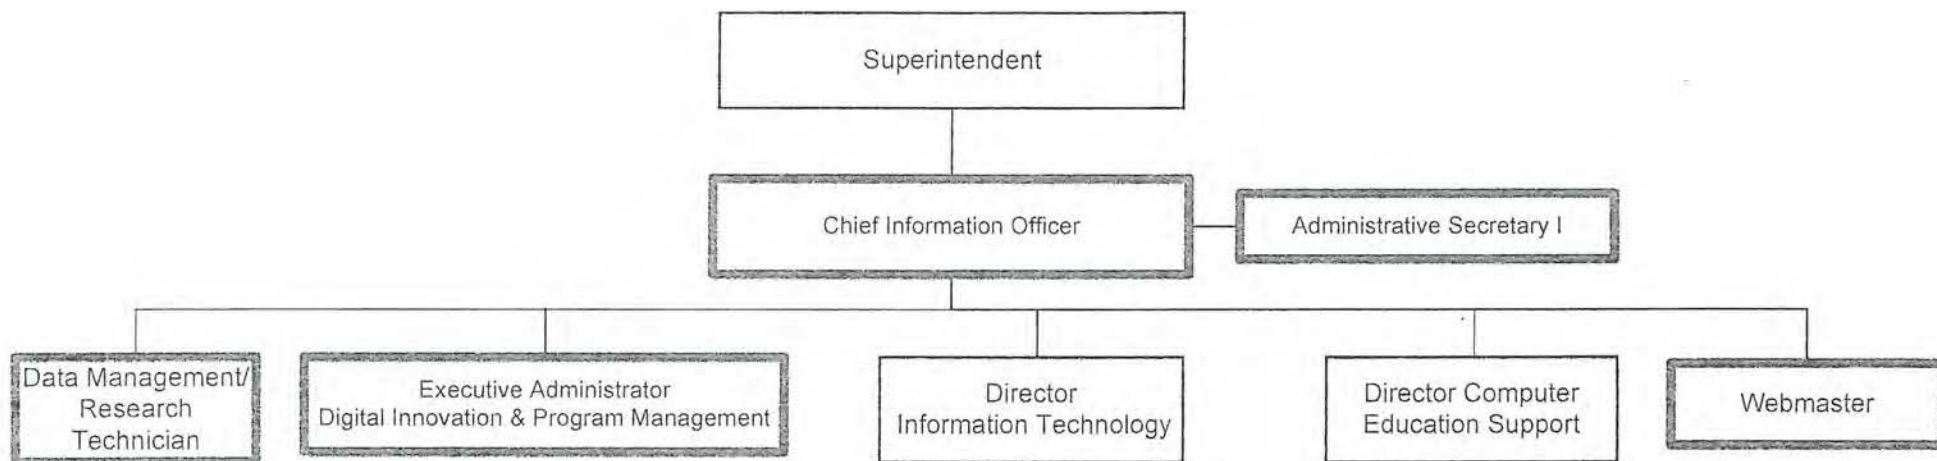 Superintendent
Chief Information Officer
Administrative Secretary I
Data Management/
Research
Technician
Executive Administrator
Digital Innovation & Program Management
Director
Information Technology
Director Computer
Education Support
Webmaster